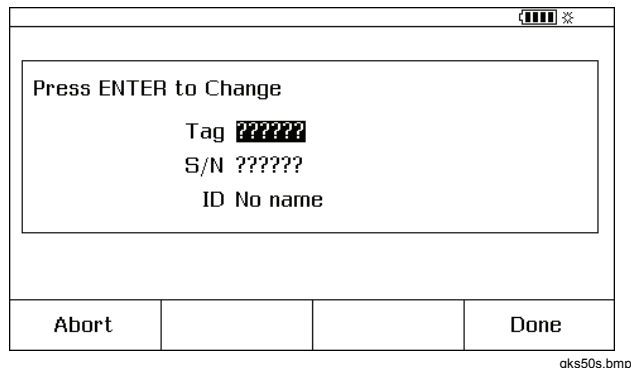 Press ENTER to Change
Tag ??????
S/N ??????
ID No name
Abort Done
gks50s.bmp